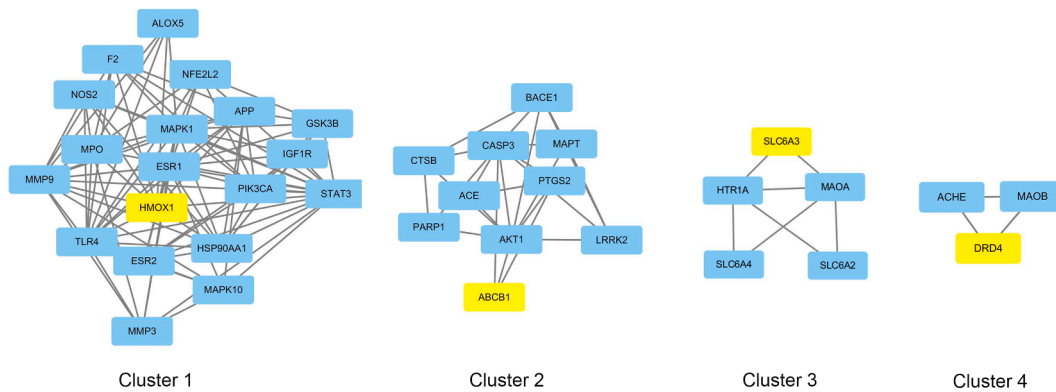 ALOX5
F2
NFE2L2
NOS2
APP
GSK3B
MAPK1
MPO
IGF1R
ESR1
MMP9
PIK3CA
STAT3
HMOX1
TLR4
HSP90AA1
ESR2
MAPK10
MMP3
Cluster 1
BACE1
CASP3
MAPT
CTSB
PTGS2
ACE
PARP1
AKT1
LRRK2
ABCB1
Cluster 2
SLC6A3
HTR1A
MAOA
SLC6A4
SLC6A2
Cluster 3
ACHE
MAOB
DRD4
Cluster 4